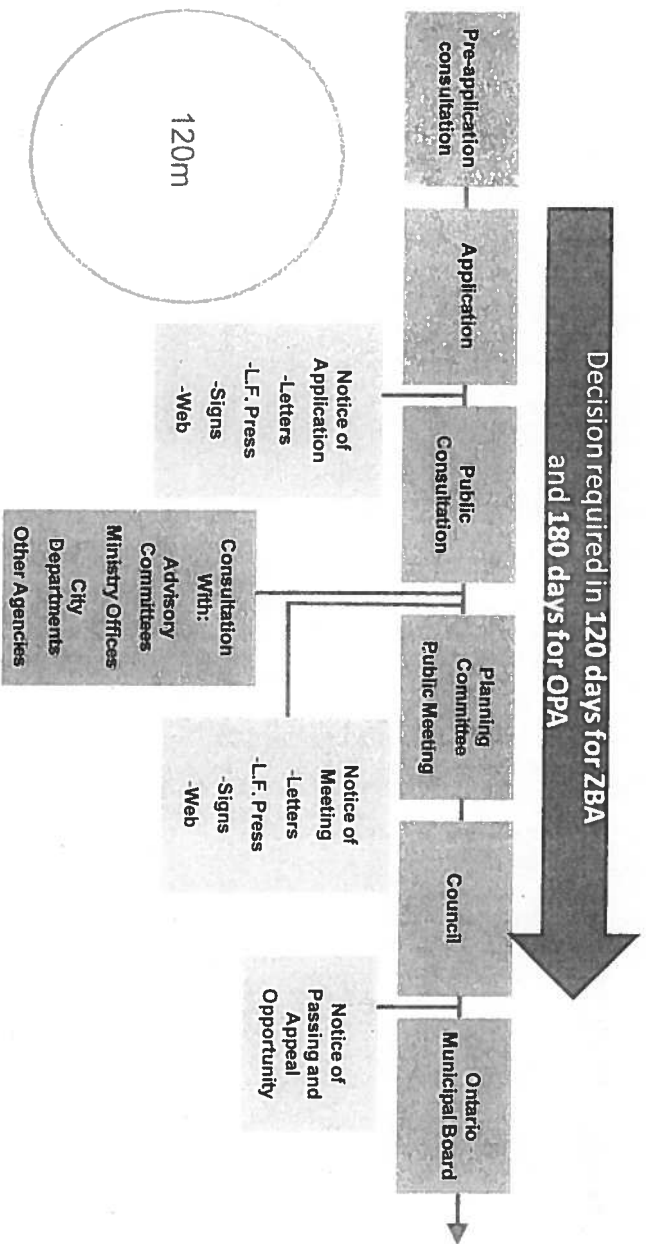 Decision required in 120 days for ZBA
and 180 days for OPA
Pre-application
consultation
Application
Public
Consultation
Planning
Committee
Public Meeting
Council
Ontario
Municipal Board
Notice of
Application
-Letters
-L.F. Press
-Signs
-Web
Consultation
With:
Advisory
Committees
Ministry Offices
City
Departments
Other Agencies
Notice of
Meeting
-Letters
-L.F. Press
-Signs
-Web
Notice of
Passing and
Appeal
Opportunity
120m